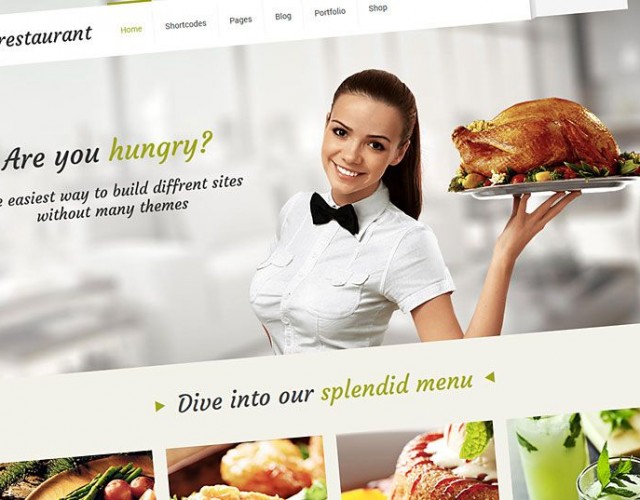 restaurant
Home Shortcodes Pages Blog Portfolio Shop
Are you hungry?
easiest way to build diffrent sites
without many themes
Dive into our splendid menu